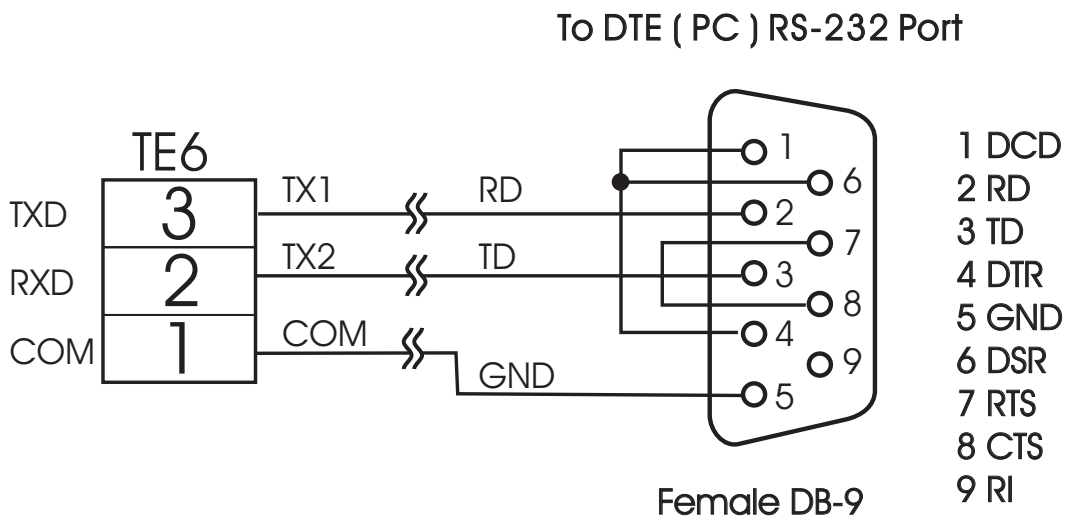 To DTE ( PC ) RS-232 Port
TE6
TXD 3 TX1 RD
RXD 2 TX2 TD
COM 1 COM GND
1
6
2
7
3
8
4
9
5
1 DCD
2 RD
3 TD
4 DTR
5 GND
6 DSR
7 RTS
8 CTS
9 RI
Female DB-9